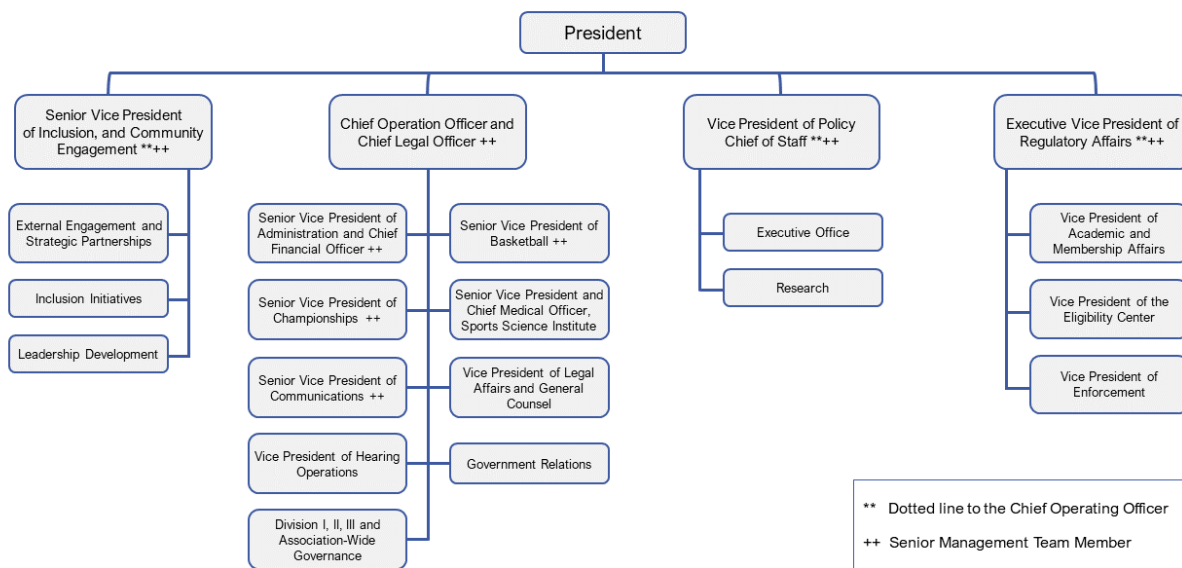 President
Senior Vice President
of Inclusion, and Community
Engagement **++
Chief Operation Officer and
Chief Legal Officer ++
Vice President of Policy
Chief of Staff **++
Executive Vice President of
Regulatory Affairs **++
External Engagement and
Strategic Partnerships
Inclusion Initiatives
Leadership Development
Senior Vice President of
Administration and Chief
Financial Officer ++
Senior Vice President of
Basketball ++
Senior Vice President of
Championships ++
Senior Vice President and
Chief Medical Officer,
Sports Science Institute
Senior Vice President of
Communications ++
Vice President of Legal
Affairs and General
Counsel
Vice President of Hearing
Operations
Government Relations
Division I, II, III and
Association-Wide
Governance
Executive Office
Research
Vice President of
Academic and
Membership Affairs
Vice President of the
Eligibility Center
Vice President of
Enforcement
** Dotted line to the Chief Operating Officer
++ Senior Management Team Member